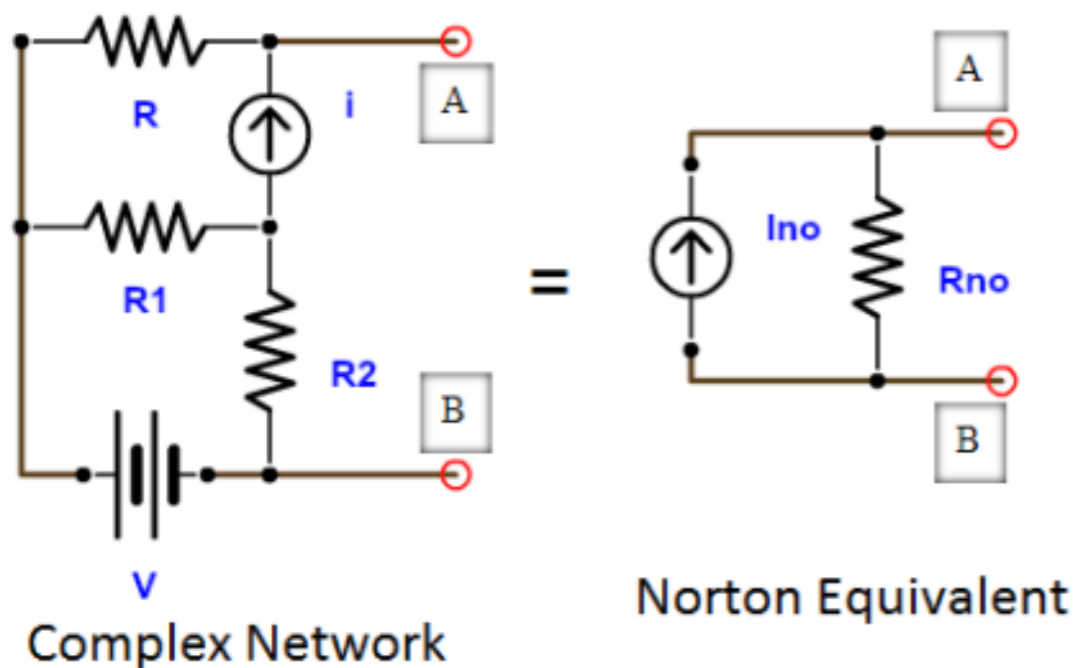 R
i
A
R1
R2
B
V
Complex Network
=
A
Ino
Rno
B
Norton Equivalent